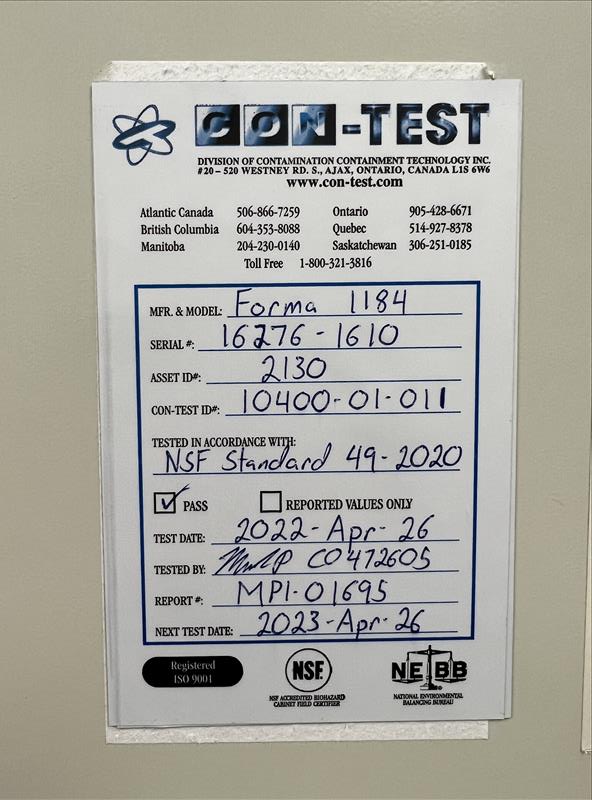 CON-TEST
DIVISION OF CONTAMINATION CONTAINMENT TECHNOLOGY INC.
#20 – 520 WESTNEY RD. S., AJAX, ONTARIO, CANADA L1S 6W6
www.con-test.com
Atlantic Canada 506-866-7259 Ontario 905-428-6671
British Columbia 604-353-8088 Quebec 514-927-8378
Manitoba 204-230-0140 Saskatchewan 306-251-0185
Toll Free 1-800-321-3816
MFR. & MODEL: Forma 1184
SERIAL #: 16276-1610
ASSET ID#: 2130
CON-TEST ID#: 10400-01-011
TESTED IN ACCORDANCE WITH:
NSF Standard 49-2020
PASS REPORTED VALUES ONLY
TEST DATE: 2022-Apr-26
TESTED BY: CO472605
REPORT #: MPI-01695
NEXT TEST DATE: 2023-Apr-26
Registered
ISO 9001
NSF.
NSF ACCREDITED BIOHAZARD
CABINET FIELD CERTIFIER
NEBB
NATIONAL ENVIRONMENTAL
BALANCING BUREAU